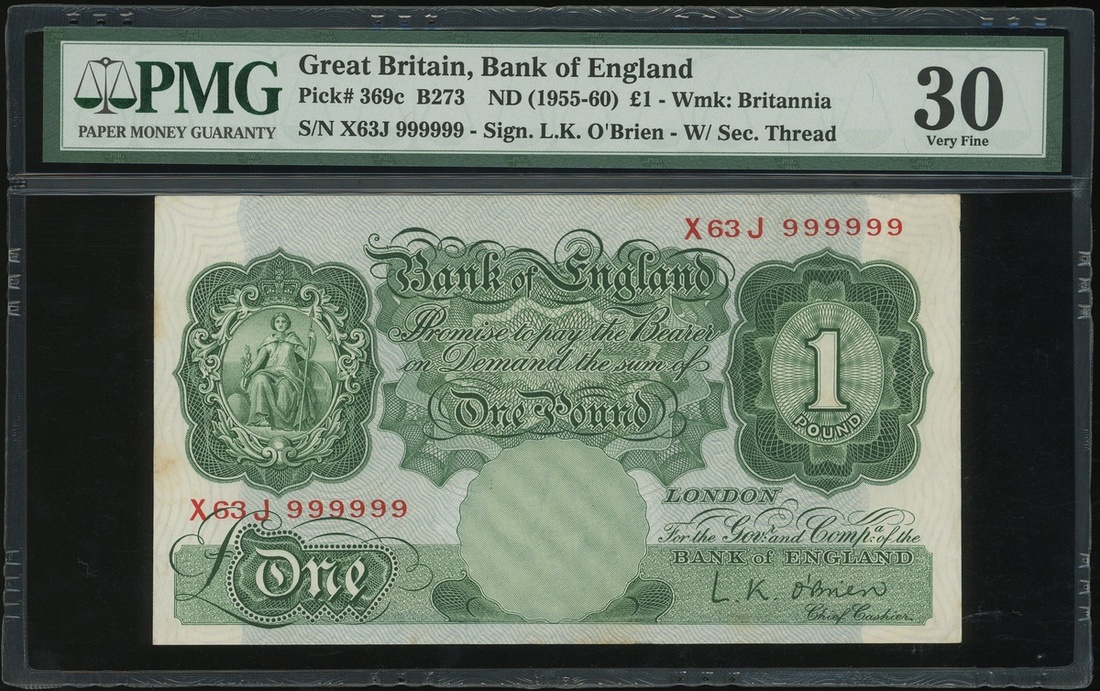 PMG
PAPER MONEY GUARANTY
Great Britain, Bank of England
Pick# 369c B273 ND (1955-60) £1 - Wmk: Britannia
S/N X63J 999999 - Sign. L.K. O'Brien - W/ Sec. Thread
30
Very Fine
X63J 999999
Bank of England
Promise to pay the Bearer
on Demand the sum of
One Pound
1
POUND
X63J 999999
£One
LONDON
For the Govr. and Compa. of the
BANK of ENGLAND
L.K. O'Brien
Chief Cashier.